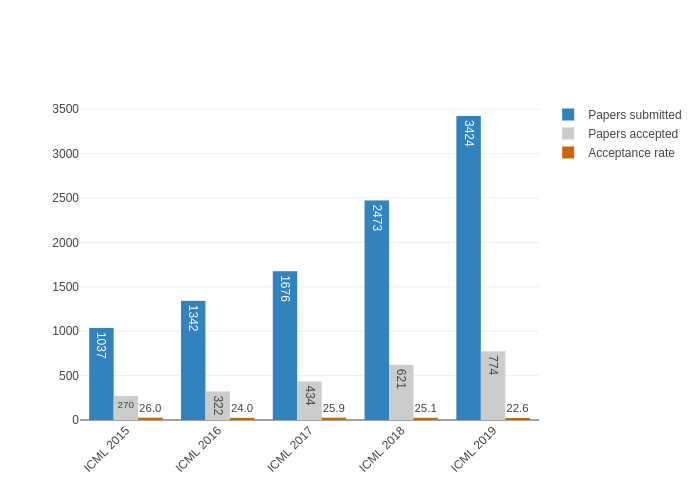 3500
3000
2500
2000
1500
1000
500
0
1037
270
26.0
1342
322
24.0
1676
434
25.9
2473
621
25.1
3424
774
22.6
ICML 2015
ICML 2016
ICML 2017
ICML 2018
ICML 2019
Papers submitted
Papers accepted
Acceptance rate